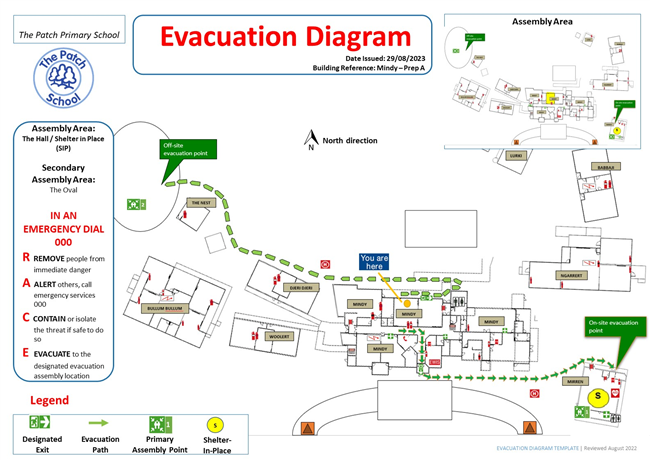 The Patch Primary School
The Patch
School
Evacuation Diagram
Date Issued: 29/08/2023
Building Reference: Mindy – Prep A
Assembly Area
Assembly Area:
The Hall / Shelter in Place
(SIP)
Secondary
Assembly Area:
The Oval
IN AN
EMERGENCY DIAL
000
R REMOVE people from
immediate danger
A ALERT others, call
emergency services
000
C CONTAIN or isolate
the threat if safe to do
so
E EVACUATE to the
designated evacuation
assembly location
Off-site
evacuation point
N
North direction
You are
here
On-site evacuation
point
THE NEST
LURKI
BARBAR
NGARRERT
DJERI DJERI
BULLUM BULLUM
WOOLERT
MINDY
MINDY
MINDY
MINDY
MIRRIK
S
1
Legend
1
S
Designated
Exit
Evacuation
Path
Primary
Assembly Point
Shelter-
In-Place
EVACUATION DIAGRAM TEMPLATE | Reviewed August 2022